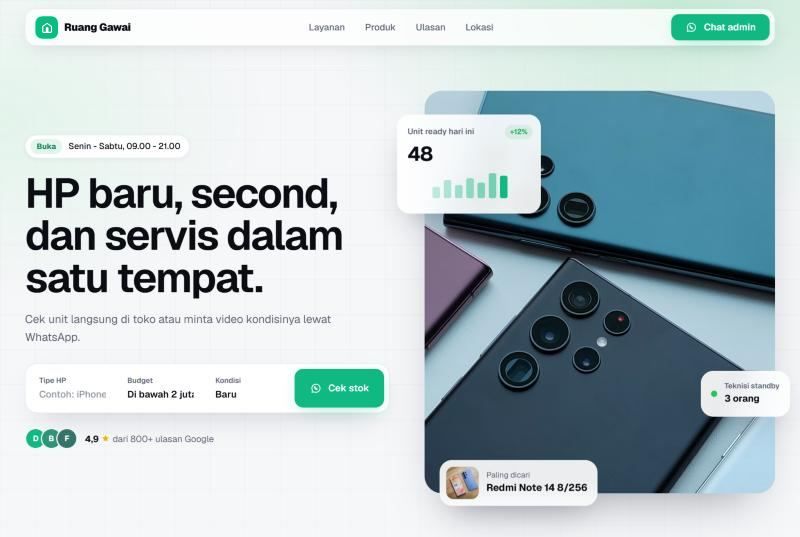 Ruang Gawai
Layanan
Produk
Ulasan
Lokasi
Chat admin
Buka
Senin - Sabtu, 09.00 - 21.00
HP baru, second,
dan servis dalam
satu tempat.
Cek unit langsung di toko atau minta video kondisinya lewat
WhatsApp.
Tipe HP
Contoh: iPhone
Budget
Di bawah 2 juta
Kondisi
Baru
Cek stok
D B F
4,9 ★ dari 800+ ulasan Google
Unit ready hari ini
+12%
48
Teknisi standby
3 orang
Paling dicari
Redmi Note 14 8/256